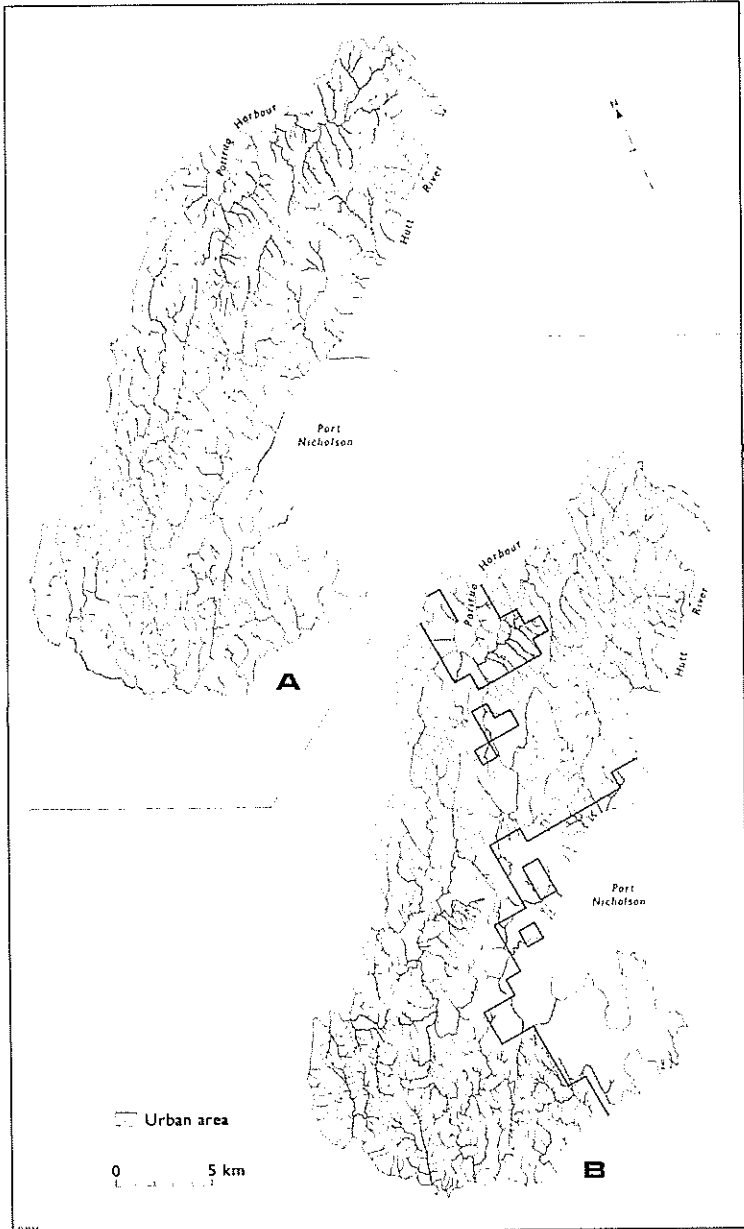 Porirua Harbour
N
Hutt River
Port
Nicholson
A
Porirua Harbour
Hutt River
Port
Nicholson
Urban area
0 5 km
B